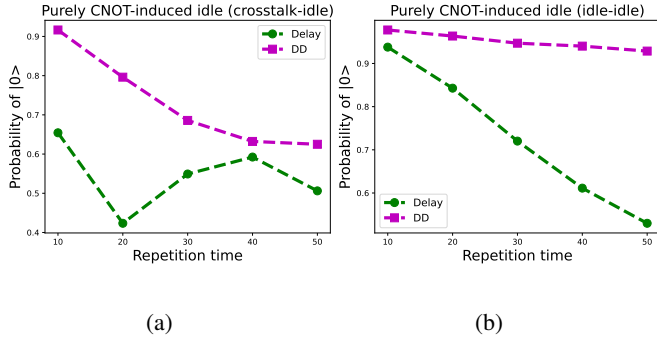 Purely CNOT-induced idle (crosstalk-idle)
Probability of |0>
0.9
0.8
0.7
0.6
0.5
0.4
Delay
DD
10
20
30
40
50
Repetition time
(a)
Purely CNOT-induced idle (idle-idle)
Probability of |0>
0.9
0.8
0.7
0.6
Delay
DD
10
20
30
40
50
Repetition time
(b)